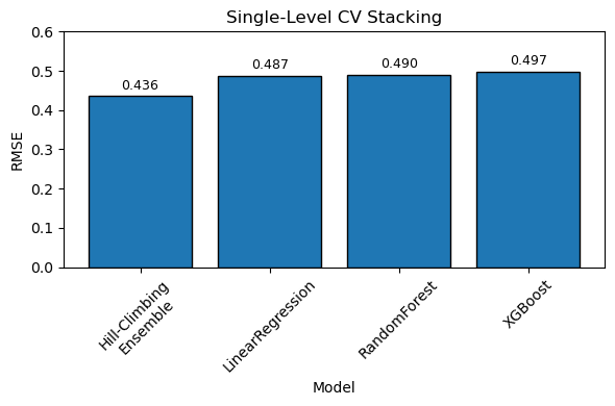 Single-Level CV Stacking
RMSE
0.6
0.5
0.4
0.3
0.2
0.1
0.0
0.436
0.487
0.490
0.497
Hill-Climbing
Ensemble
LinearRegression
RandomForest
XGBoost
Model